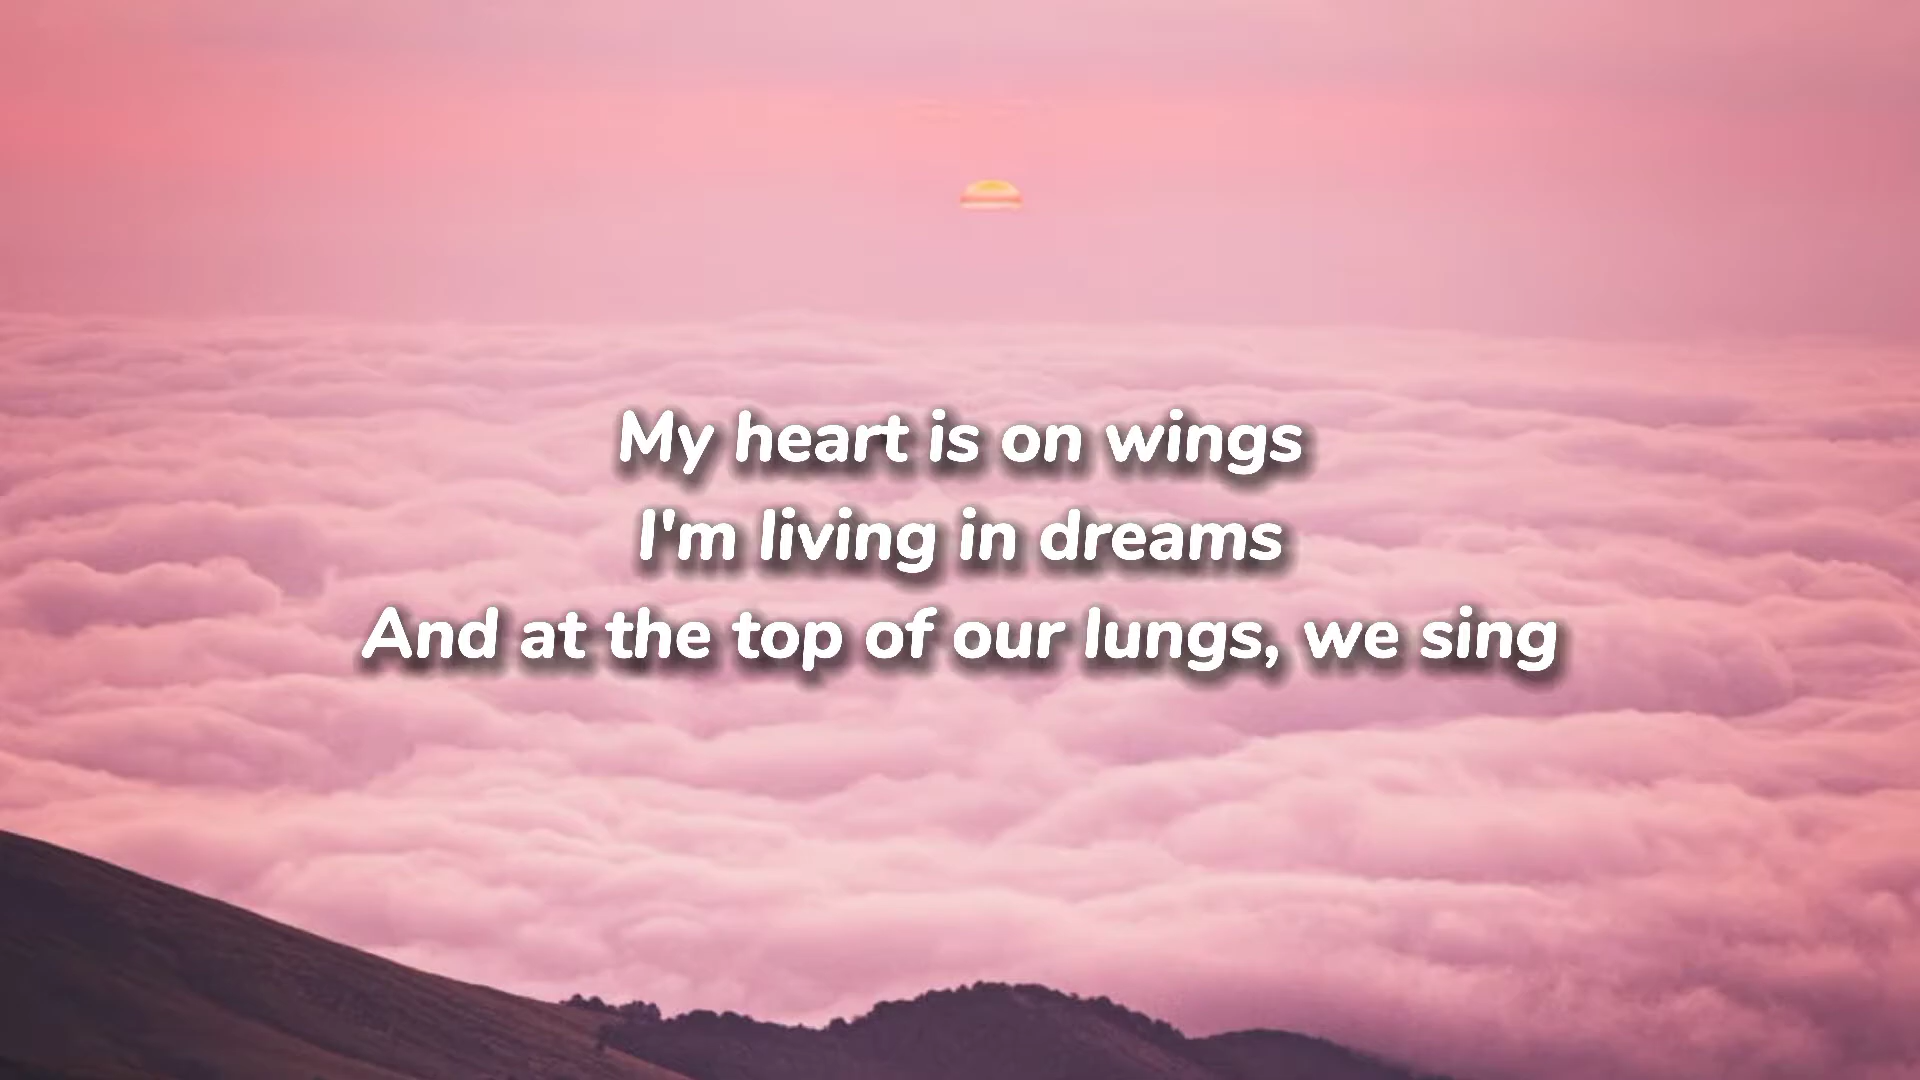 My heart is on wings
I'm living in dreams
And at the top of our lungs, we sing